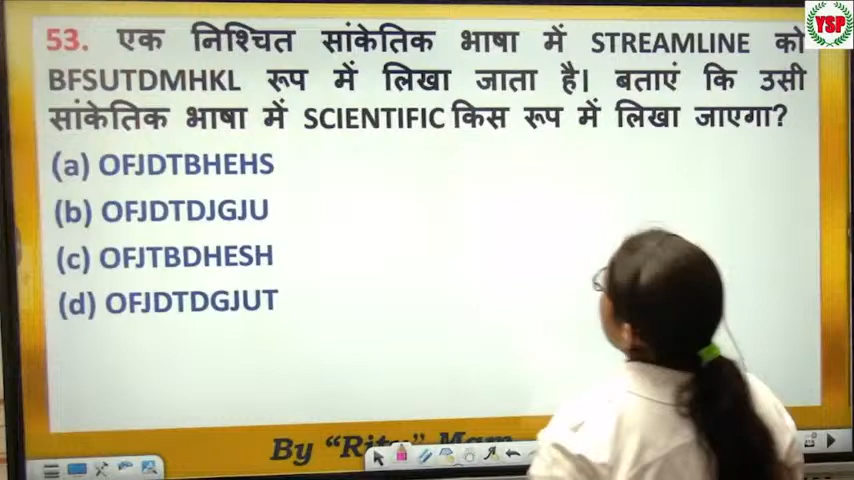 YSP
53. एक निश्चित सांकेतिक भाषा में STREAMLINE को
BFSUTDMHKL रूप में लिखा जाता है। बताएं कि उसी
सांकेतिक भाषा में SCIENTIFIC किस रूप में लिखा जाएगा?
(a) OFJDTBHEHS
(b) OFJDTDJGJU
(c) OFJTBDHESH
(d) OFJDTDGJUT
By